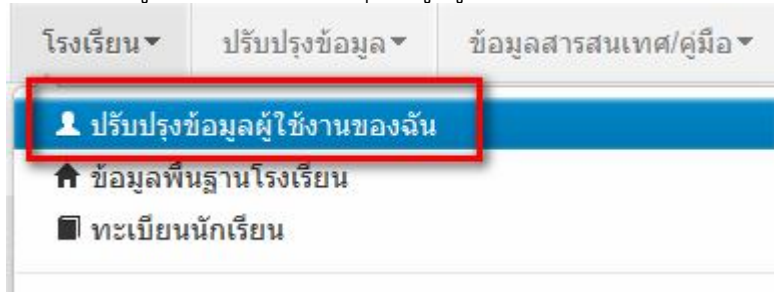 โรงเรียน ปรับปรุงข้อมูล ข้อมูลสารสนเทศ/คู่มือ
ปรับปรุงข้อมูลผู้ใช้งานของฉัน
ข้อมูลพื้นฐานโรงเรียน
ทะเบียนนักเรียน